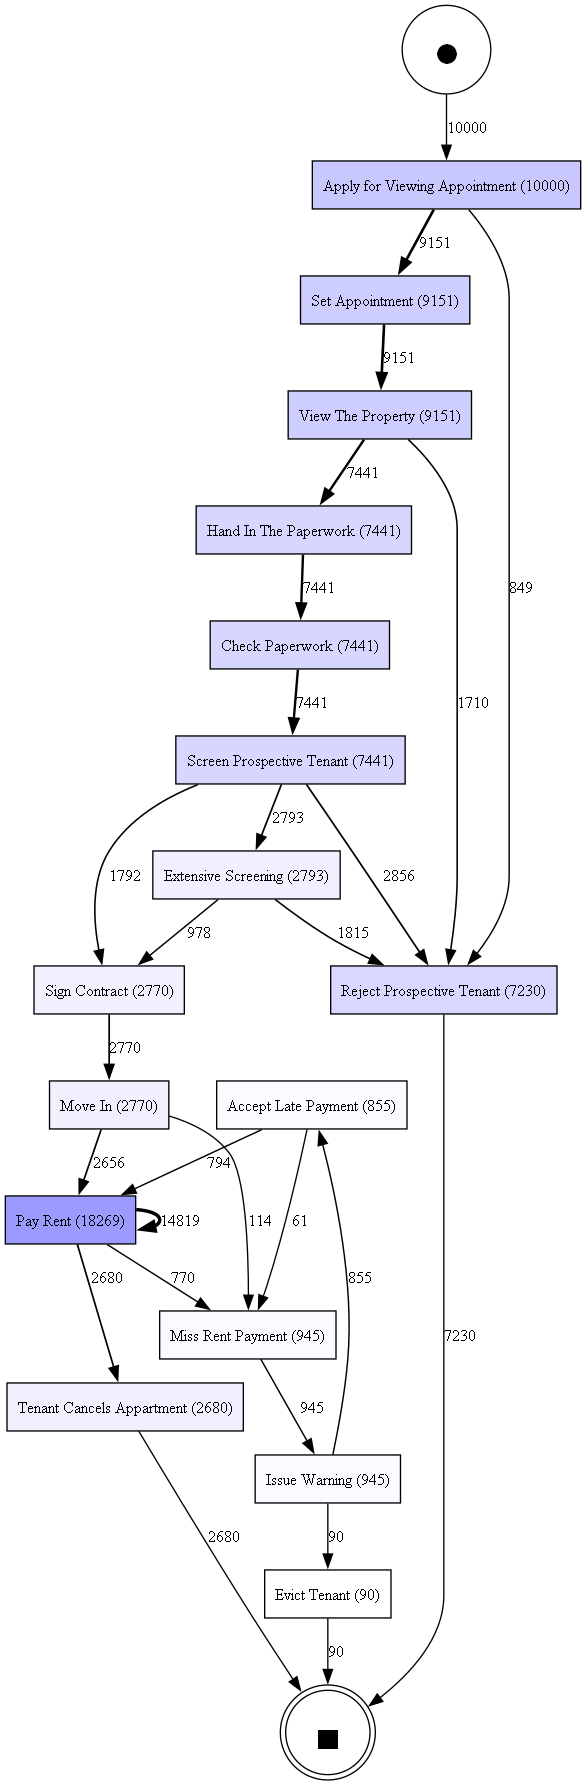 10000
Apply for Viewing Appointment (10000)
9151
Set Appointment (9151)
9151
View The Property (9151)
7441
Hand In The Paperwork (7441)
7441
849
Check Paperwork (7441)
7441
1710
Screen Prospective Tenant (7441)
2793
1792
Extensive Screening (2793)
2856
978
1815
Sign Contract (2770)
Reject Prospective Tenant (7230)
2770
Move In (2770)
Accept Late Payment (855)
2656
794
Pay Rent (18269)
14819
114
61
2680
770
855
Miss Rent Payment (945)
7230
Tenant Cancels Appartment (2680)
945
Issue Warning (945)
2680
90
Evict Tenant (90)
90